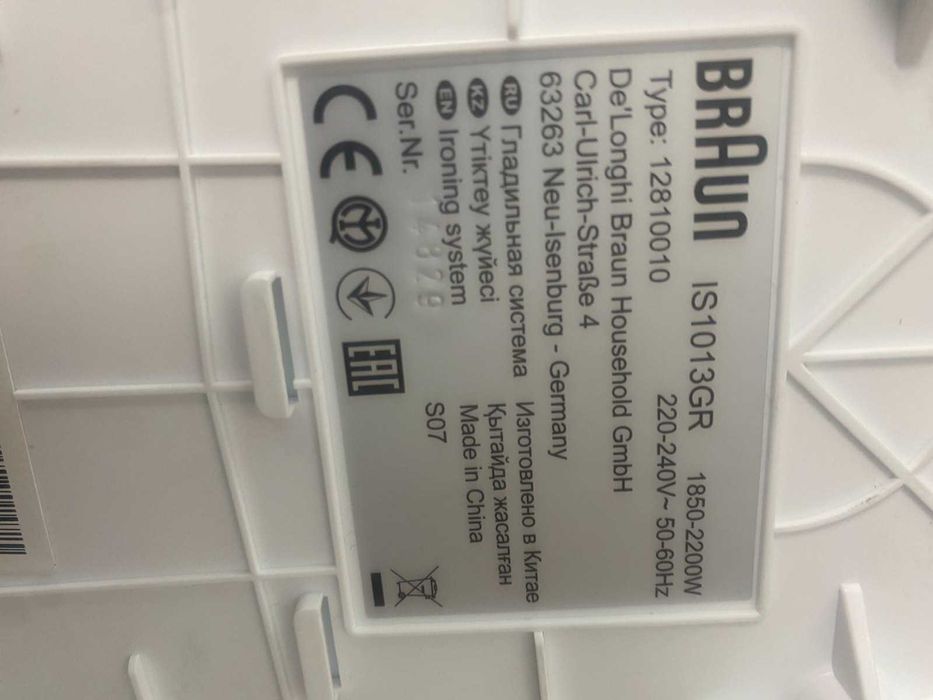 BRAUN IS1013GR 1850-2200W
Type: 12810010 220-240V~ 50-60Hz
De'Longhi Braun Household GmbH
Carl-Ulrich-Straße 4
63263 Neu-Isenburg - Germany
RU Гладильная система Изготовлено в Китае
KZ Үтіктеу жүйесі Қытайда жасалған
EN Ironing system Made in China
Ser.Nr. S07
CE EAC